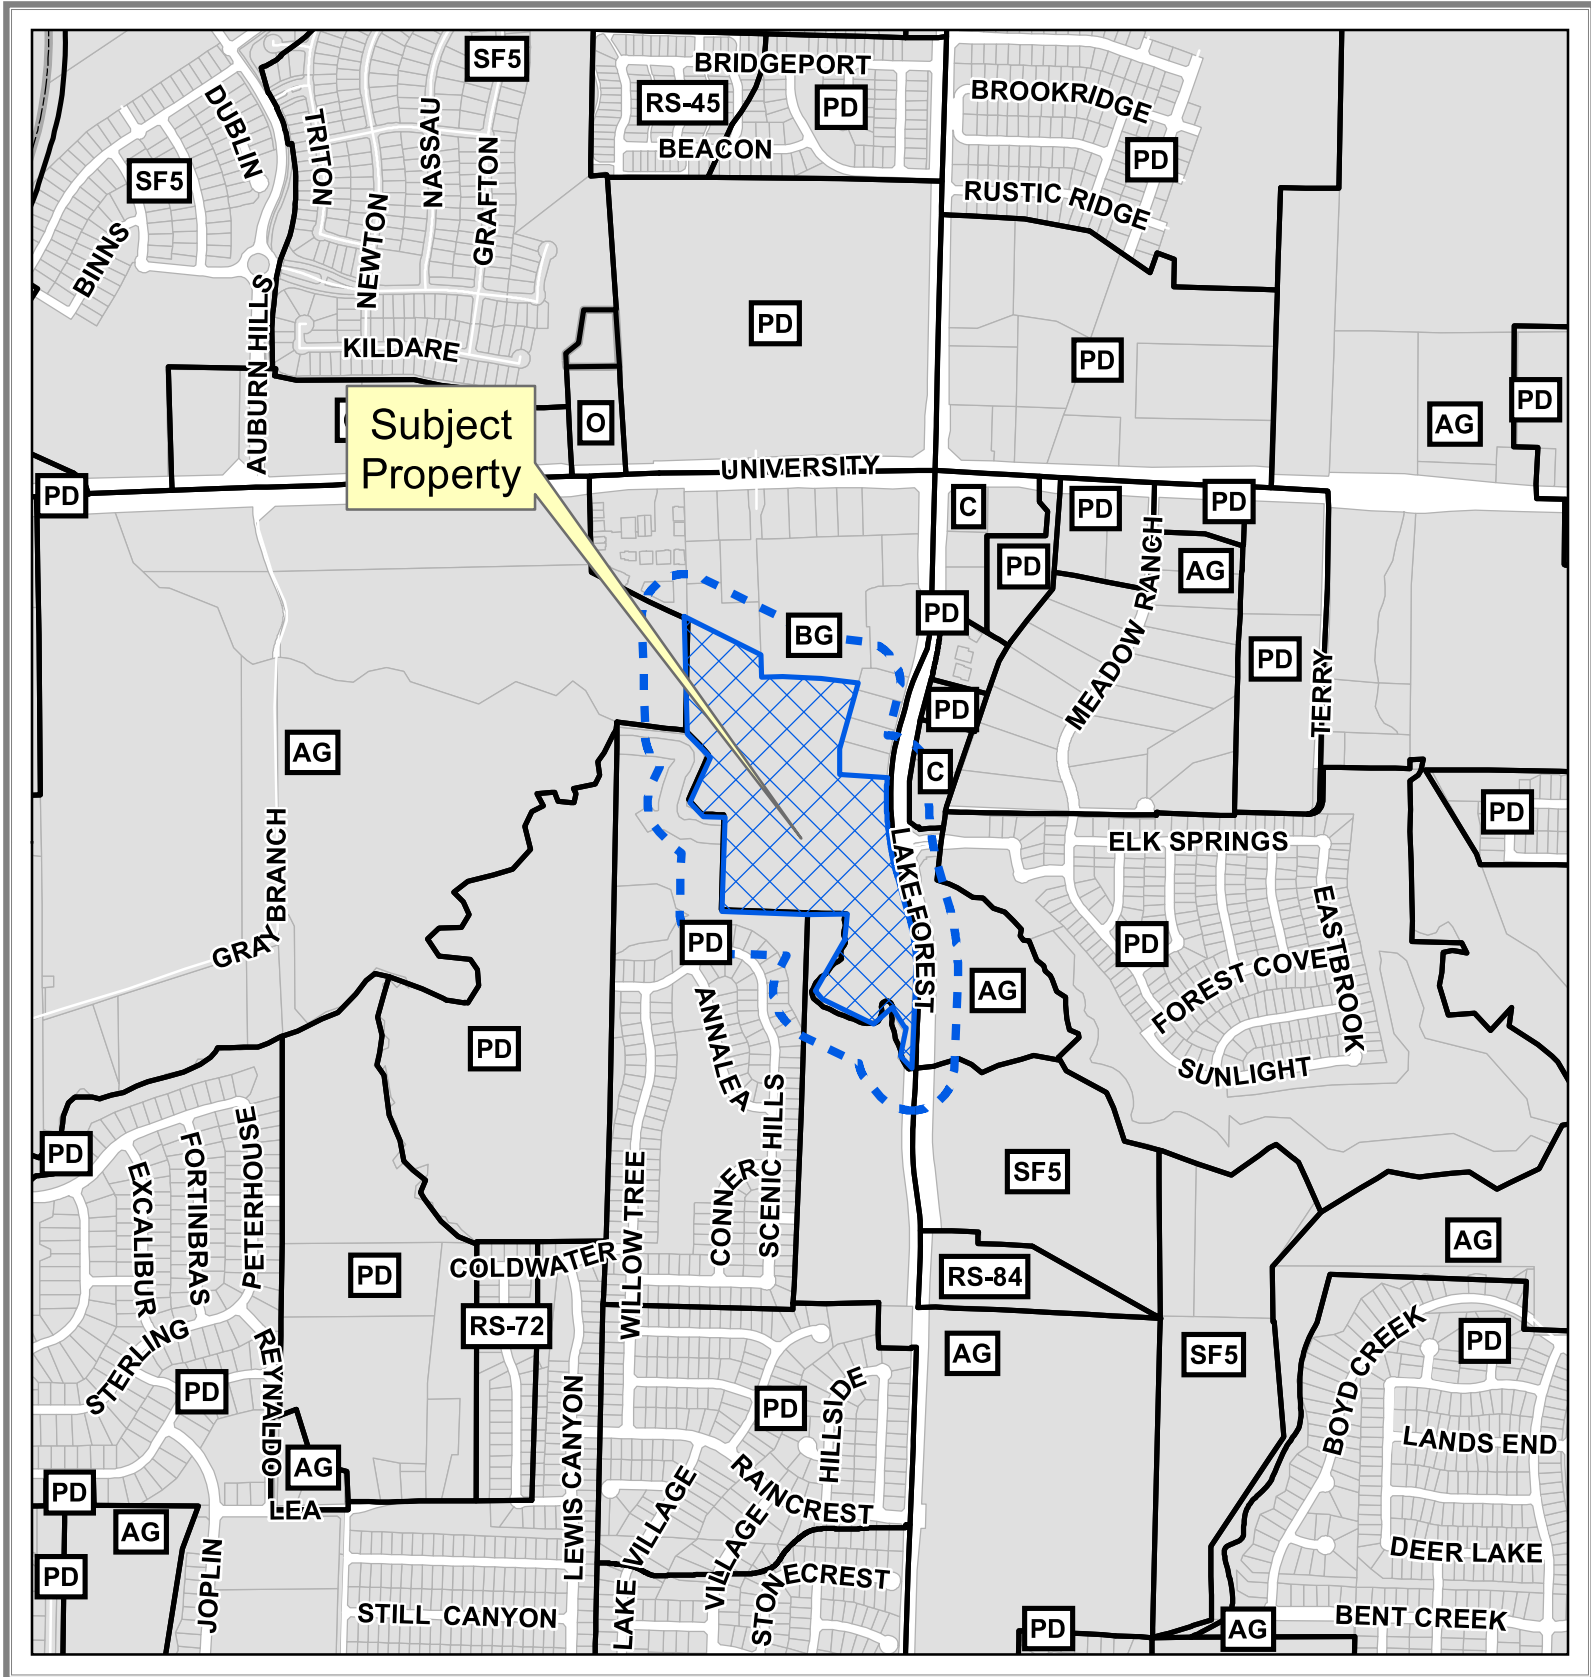 SF5
BRIDGEPORT
RS-45
PD
BEACON
BROOKRIDGE
PD
RUSTIC RIDGE
DUBLIN
TRITON
NASSAU
GRAFTON
SF5
BINNS
NEWTON
AUBURN HILLS
KILDARE
PD
PD
PD
AG
O
Subject
Property
UNIVERSITY
PD
C
PD
PD
PD
AG
MEADOW RANCH
PD
BG
PD
TERRY
PD
AG
C
PD
GRAY BRANCH
LAKE FOREST
ELK SPRINGS
EASTBROOK
PD
PD
FOREST COVE
AG
SUNLIGHT
ANNALEA
PD
SCENIC HILLS
CONNER
WILLOW TREE
PD
EXCALIBUR
FORTINBRAS
PETERHOUSE
SF5
AG
COLDWATER
PD
RS-84
RS-72
STERLING
REYNALDO
PD
AG
SF5
BOYD CREEK
PD
PD
HILLSIDE
LEWIS CANYON
LANDS END
AG
PD
LEA
VILLAGE
RAINCREST
VILLAGE
AG
PD
JOPLIN
DEER LAKE
STONECREST
LAKE
STILL CANYON
PD
AG
BENT CREEK